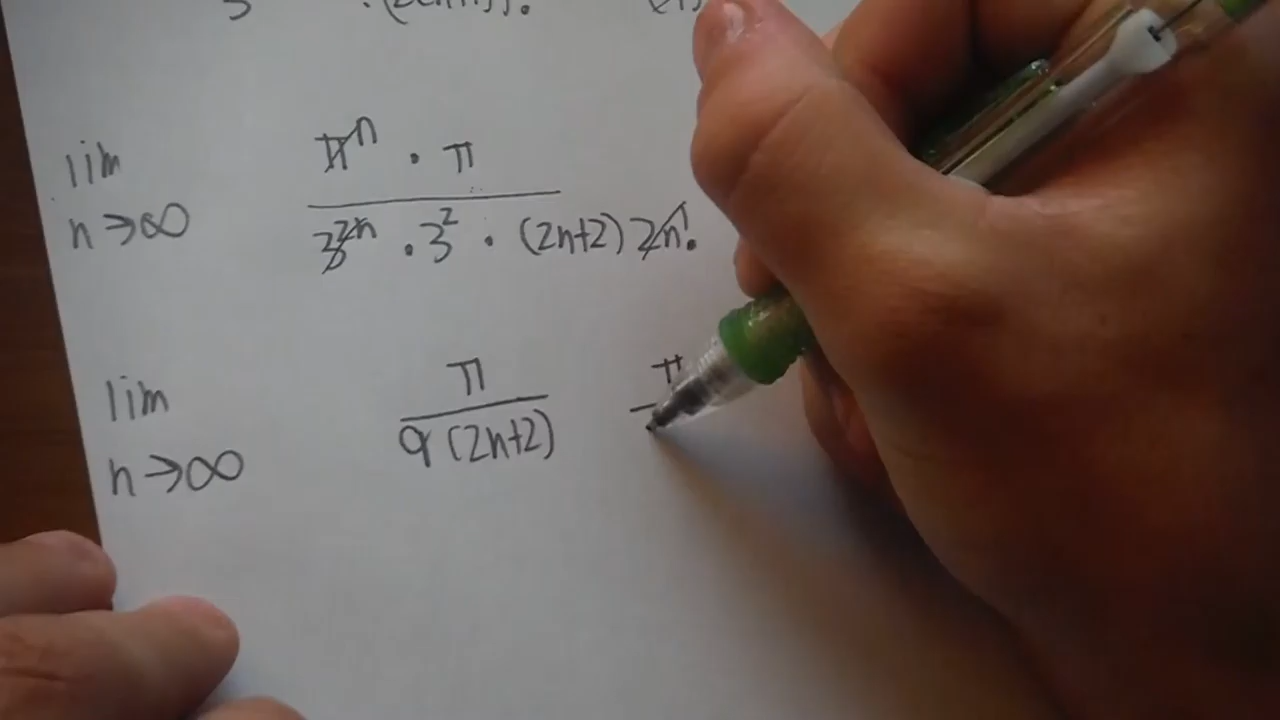 lim n→∞ πⁿ · π / 3²ⁿ · 3² · (2n+2) 2n!
lim n→∞ π / 9 (2n+2) π